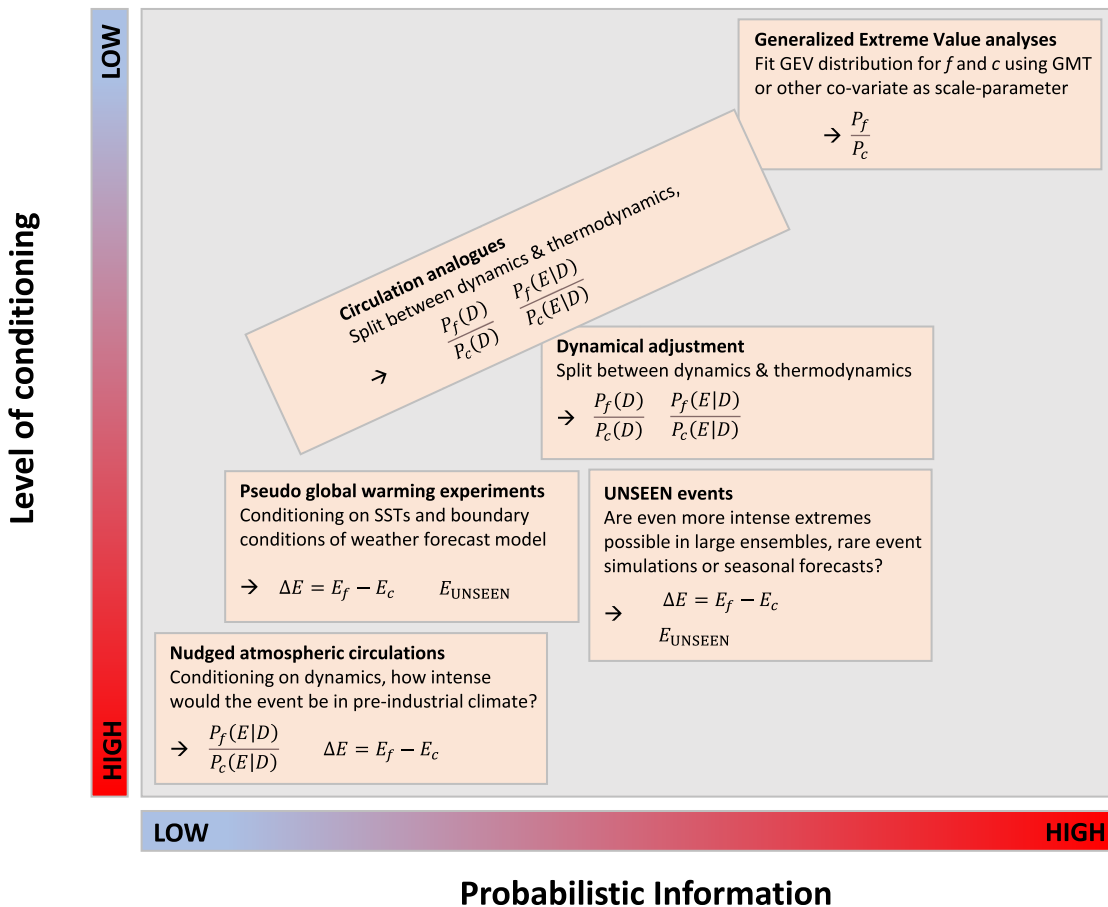 Level of conditioning
LOW
HIGH
Generalized Extreme Value analyses
Fit GEV distribution for f and c using GMT
or other co-variate as scale-parameter
→ P_f / P_c
Circulation analogues
Split between dynamics & thermodynamics,
→ P_f(D) / P_c(D) P_f(E|D) / P_c(E|D)
Dynamical adjustment
Split between dynamics & thermodynamics
→ P_f(D) / P_c(D) P_f(E|D) / P_c(E|D)
Pseudo global warming experiments
Conditioning on SSTs and boundary
conditions of weather forecast model
→ ΔE = E_f − E_c E_UNSEEN
UNSEEN events
Are even more intense extremes
possible in large ensembles, rare event
simulations or seasonal forecasts?
→ ΔE = E_f − E_c
E_UNSEEN
Nudged atmospheric circulations
Conditioning on dynamics, how intense
would the event be in pre-industrial climate?
→ P_f(E|D) / P_c(E|D) ΔE = E_f − E_c
LOW
HIGH
Probabilistic Information